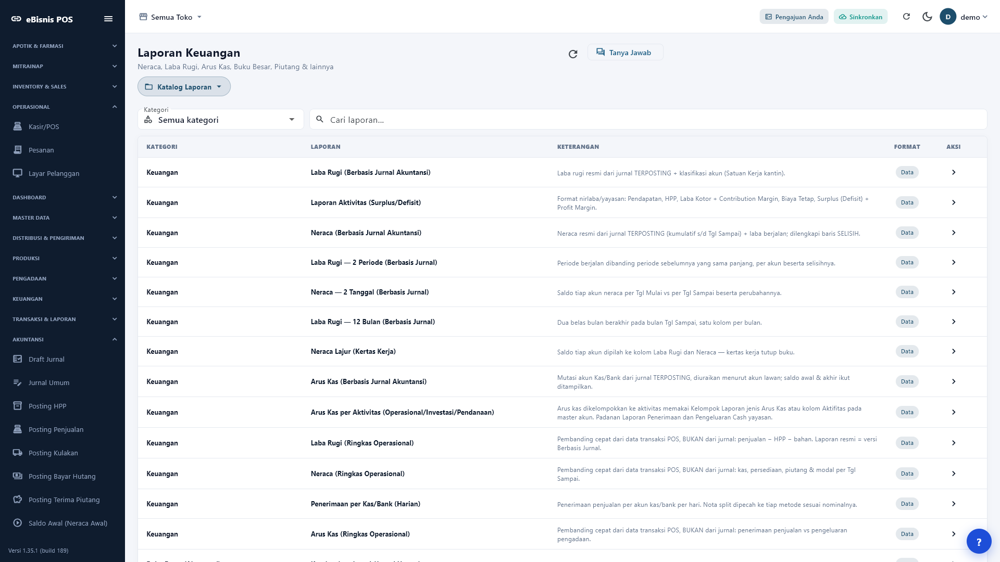 eBisnis POS
APOTIK & FARMASI
MITRAINAP
INVENTORY & SALES
OPERASIONAL
Kasir/POS
Pesanan
Layar Pelanggan
DASHBOARD
MASTER DATA
DISTRIBUSI & PENGIRIMAN
PRODUKSI
PENGADAAN
KEUANGAN
TRANSAKSI & LAPORAN
AKUNTANSI
Draft Jurnal
Jurnal Umum
Posting HPP
Posting Penjualan
Posting Kulakan
Posting Bayar Hutang
Posting Terima Piutang
Saldo Awal (Neraca Awal)
Versi 1.35.1 (build 189)
Semua Toko
Pengajuan Anda
Sinkronkan
D
demo
Laporan Keuangan
Neraca, Laba Rugi, Arus Kas, Buku Besar, Piutang & lainnya
Tanya Jawab
Katalog Laporan
Kategori
Semua kategori
Cari laporan...
KATEGORI LAPORAN KETERANGAN FORMAT AKSI
Keuangan Laba Rugi (Berbasis Jurnal Akuntansi) Laba rugi resmi dari jurnal TERPOSTING + klasifikasi akun (Satuan Kerja kantin). Data
Keuangan Laporan Aktivitas (Surplus/Defisit) Format nirlaba/yayasan: Pendapatan, HPP, Laba Kotor + Contribution Margin, Biaya Tetap, Surplus (Defisit) +
Profit Margin. Data
Keuangan Neraca (Berbasis Jurnal Akuntansi) Neraca resmi dari jurnal TERPOSTING (kumulatif s/d Tgl Sampai) + laba berjalan; dilengkapi baris SELISIH. Data
Keuangan Laba Rugi — 2 Periode (Berbasis Jurnal) Periode berjalan dibanding periode sebelumnya yang sama panjang, per akun beserta selisihnya. Data
Keuangan Neraca — 2 Tanggal (Berbasis Jurnal) Saldo tiap akun neraca per Tgl Mulai vs per Tgl Sampai beserta perubahannya. Data
Keuangan Laba Rugi — 12 Bulan (Berbasis Jurnal) Dua belas bulan berakhir pada bulan Tgl Sampai, satu kolom per bulan. Data
Keuangan Neraca Lajur (Kertas Kerja) Saldo tiap akun dipilah ke kolom Laba Rugi dan Neraca — kertas kerja tutup buku. Data
Keuangan Arus Kas (Berbasis Jurnal Akuntansi) Mutasi akun Kas/Bank dari jurnal TERPOSTING, diuraikan menurut akun lawan; saldo awal & akhir ikut
ditampilkan. Data
Keuangan Arus Kas per Aktivitas (Operasional/Investasi/Pendanaan) Arus kas dikelompokkan ke aktivitas memakai Kelompok Laporan jenis Arus Kas atau kolom Aktifitas pada
master akun. Padanan Laporan Penerimaan dan Pengeluaran Cash yayasan. Data
Keuangan Laba Rugi (Ringkas Operasional) Pembanding cepat dari data transaksi POS, BUKAN dari jurnal: penjualan − HPP − bahan. Laporan resmi = versi
Berbasis Jurnal. Data
Keuangan Neraca (Ringkas Operasional) Pembanding cepat dari data transaksi POS, BUKAN dari jurnal: kas, persediaan, piutang & modal per Tgl
Sampai. Data
Keuangan Penerimaan per Kas/Bank (Harian) Penerimaan penjualan per akun kas/bank per hari. Nota split dipecah ke tiap metode sesuai nominalnya. Data
Keuangan Arus Kas (Ringkas Operasional) Pembanding cepat dari data transaksi POS, BUKAN dari jurnal: penerimaan penjualan vs pengeluaran
pengadaan. Data
?